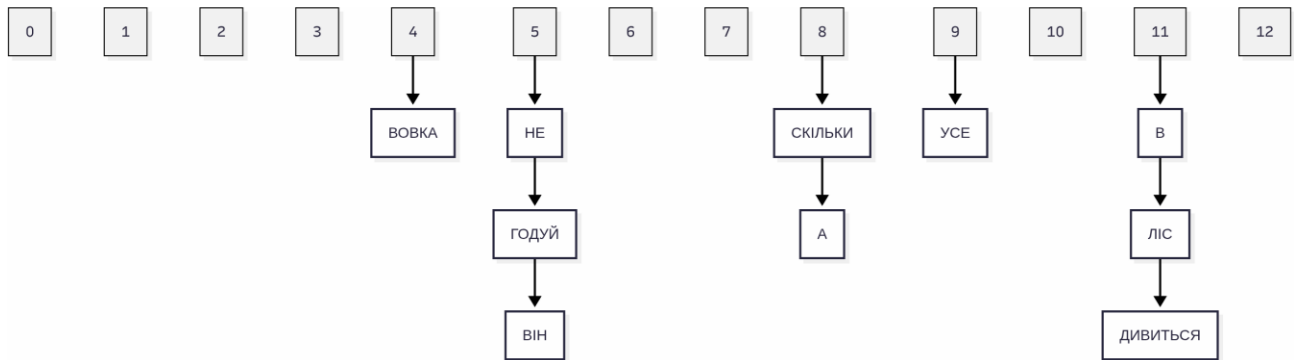 0 1 2 3 4 5 6 7 8 9 10 11 12
ВОВКА НЕ СКІЛЬКИ УСЕ В
ГОДУЙ А ЛІС
ВІН ДИВИТЬСЯ